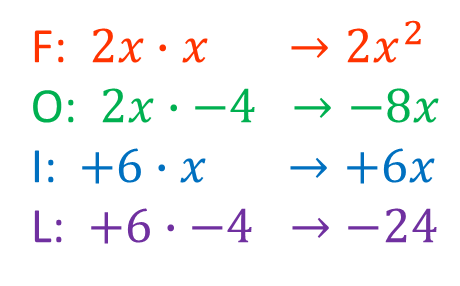 F: 2x · x → 2x²
O: 2x · −4 → −8x
I: +6 · x → +6x
L: +6 · −4 → −24